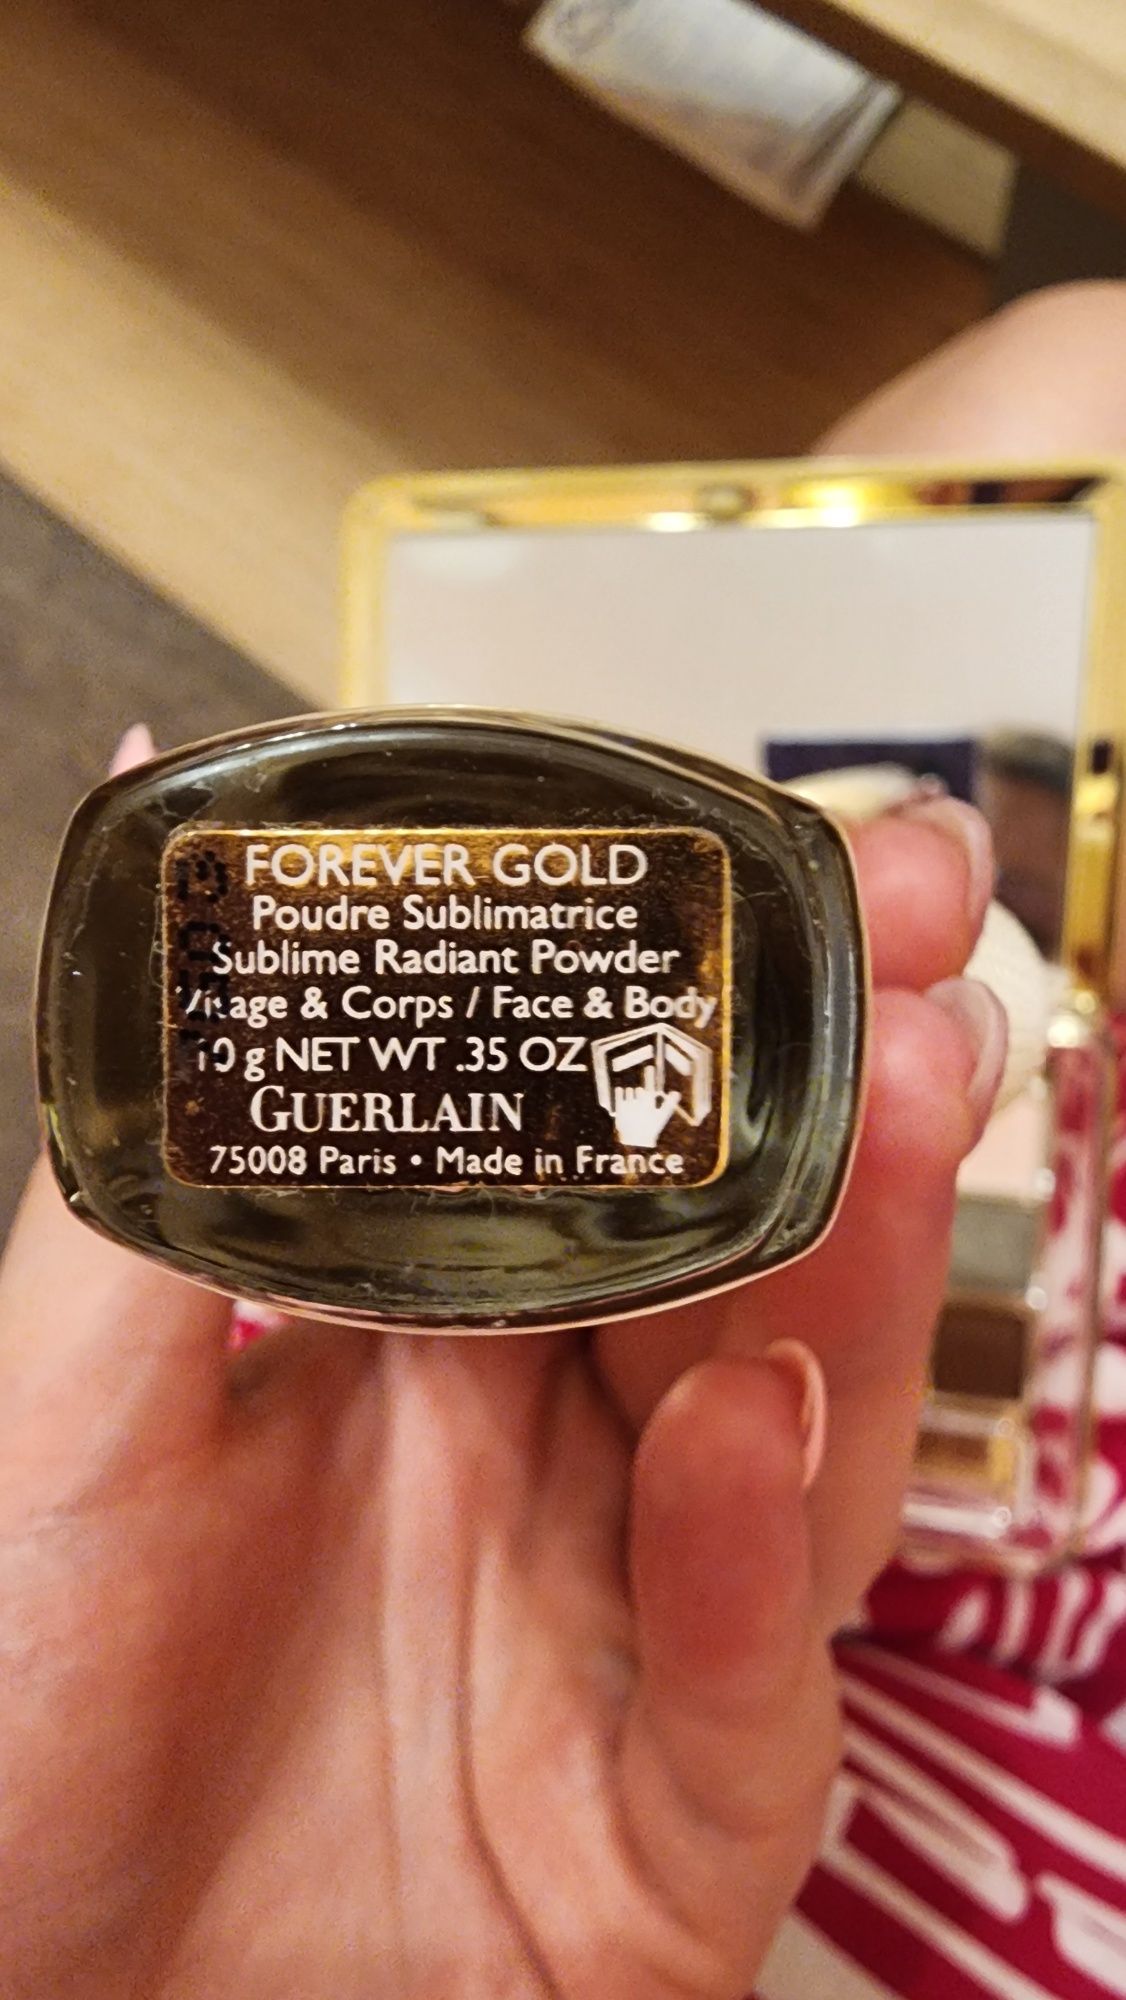 FOREVER GOLD
Poudre Sublimatrice
Sublime Radiant Powder
Visage & Corps / Face & Body
10 g NET WT .35 OZ
GUERLAIN
75008 Paris • Made in France